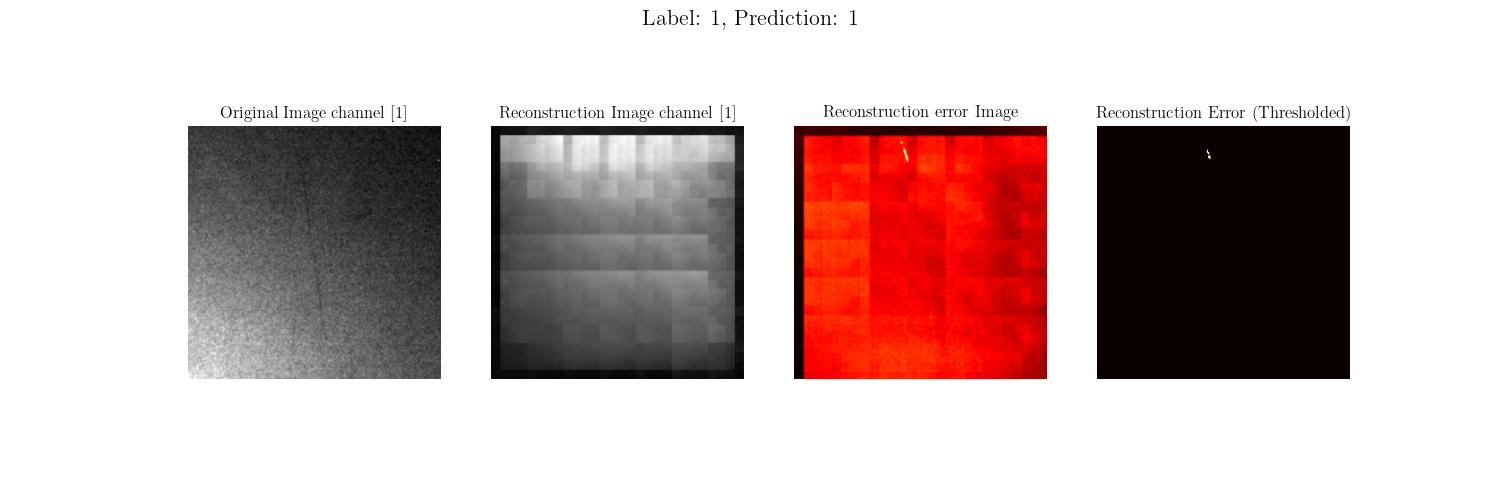 Label: 1, Prediction: 1
Original Image channel [1]
Reconstruction Image channel [1]
Reconstruction error Image
Reconstruction Error (Thresholded)